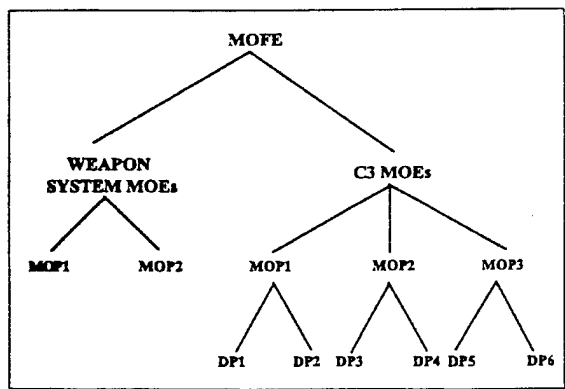 MOFE
WEAPON
SYSTEM MOEs
C3 MOEs
MOP1 MOP2 MOP1 MOP2 MOP3
DP1 DP2 DP3 DP4 DP5 DP6